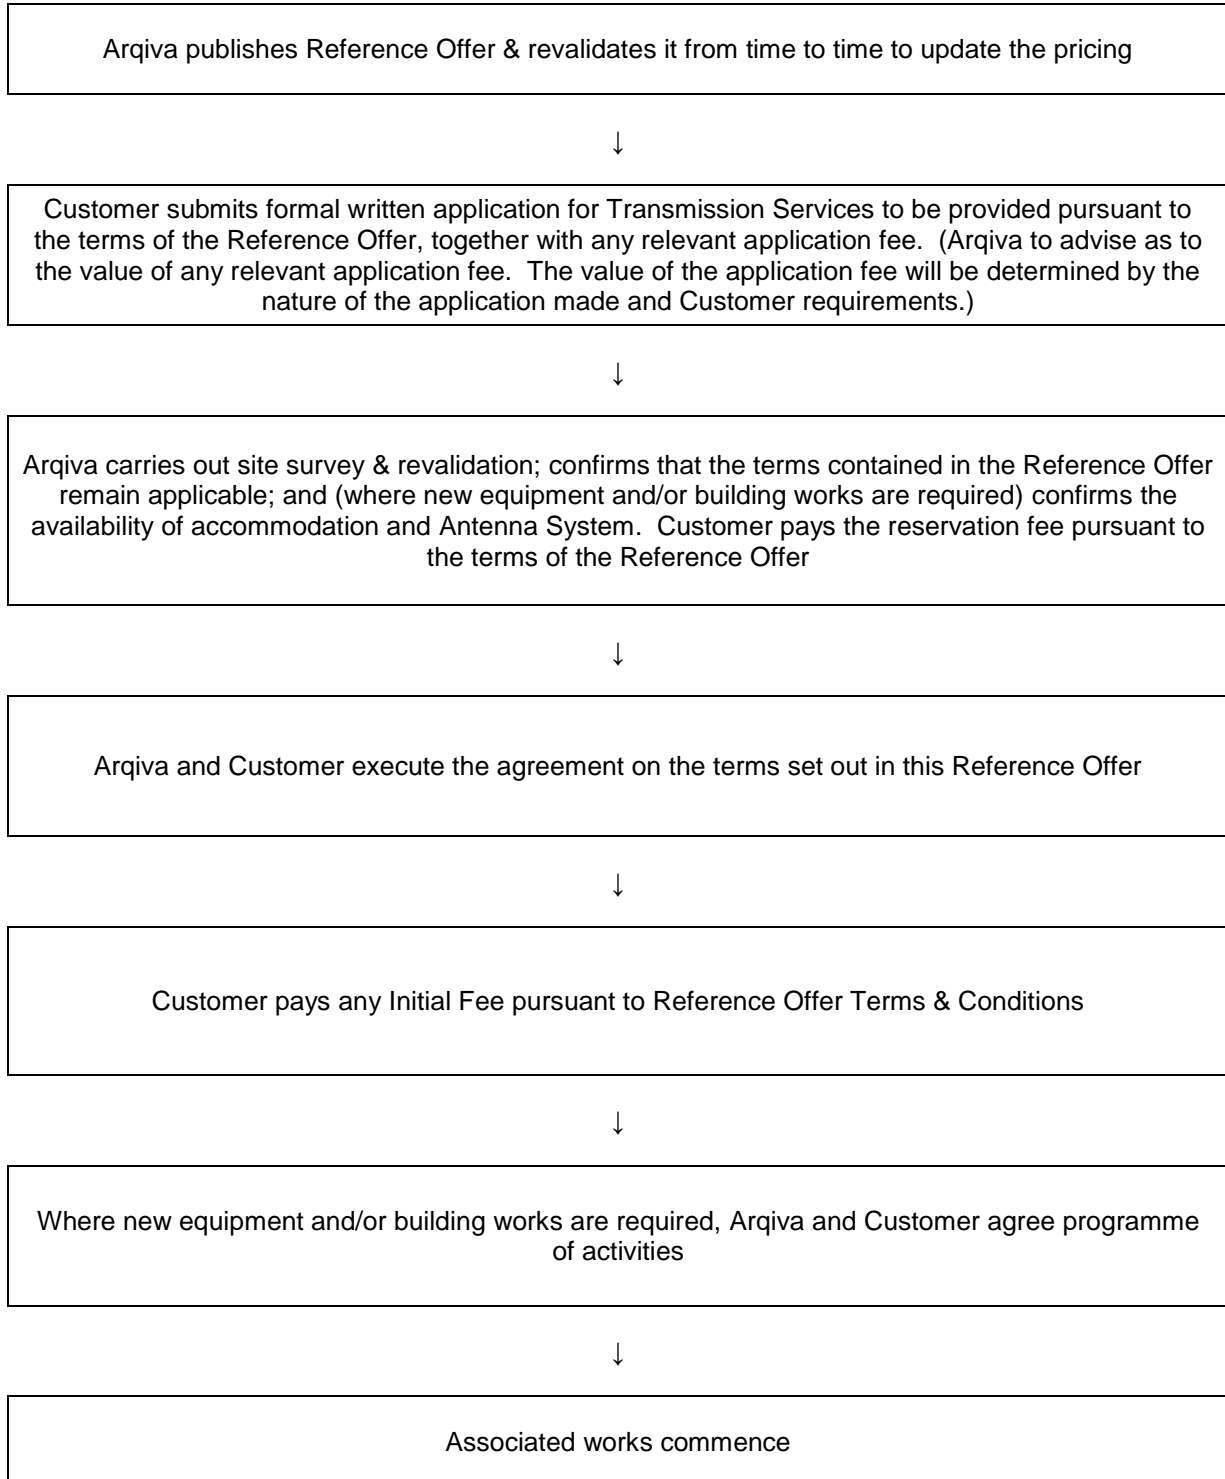 Arqiva publishes Reference Offer & revalidates it from time to time to update the pricing
↓
Customer submits formal written application for Transmission Services to be provided pursuant to
the terms of the Reference Offer, together with any relevant application fee.  (Arqiva to advise as to
the value of any relevant application fee.  The value of the application fee will be determined by the
nature of the application made and Customer requirements.)
↓
Arqiva carries out site survey & revalidation; confirms that the terms contained in the Reference Offer
remain applicable; and (where new equipment and/or building works are required) confirms the
availability of accommodation and Antenna System.  Customer pays the reservation fee pursuant to
the terms of the Reference Offer
↓
Arqiva and Customer execute the agreement on the terms set out in this Reference Offer
↓
Customer pays any Initial Fee pursuant to Reference Offer Terms & Conditions
↓
Where new equipment and/or building works are required, Arqiva and Customer agree programme
of activities
↓
Associated works commence